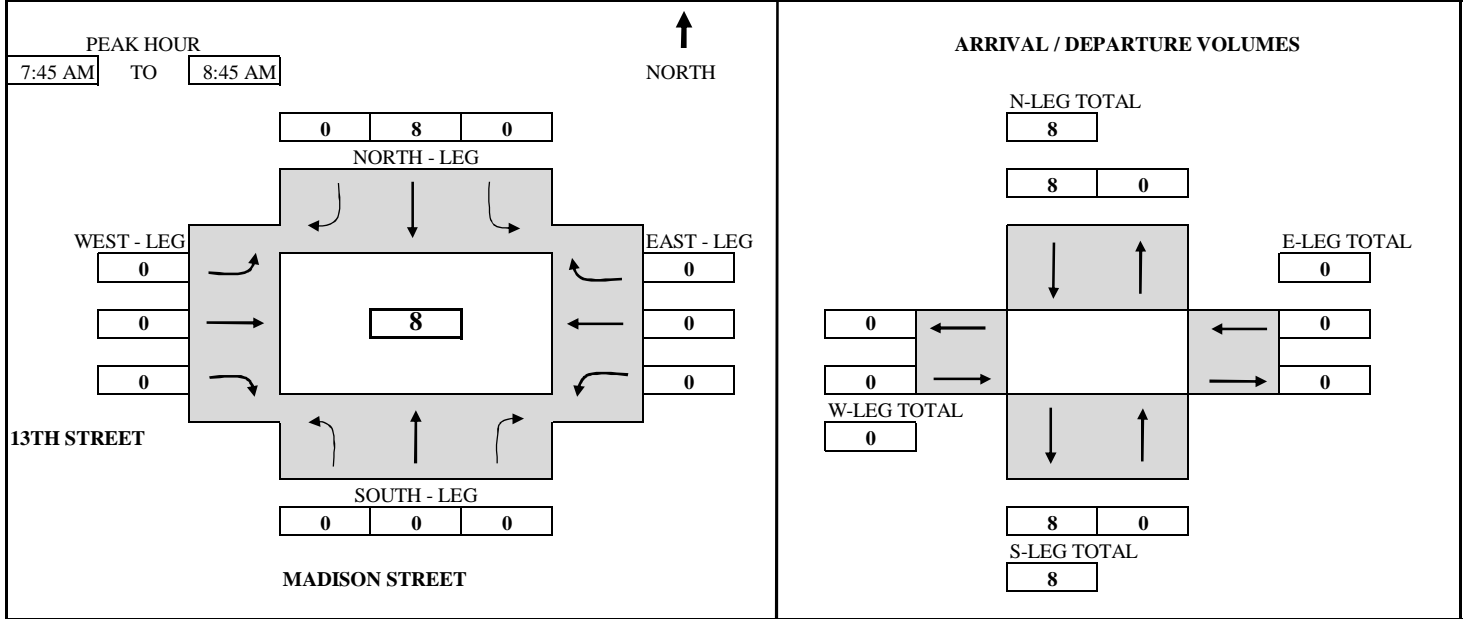 PEAK HOUR
7:45 AM TO 8:45 AM
NORTH
0 8 0
NORTH - LEG
WEST - LEG
EAST - LEG
0 0
0 8 0
0 0
13TH STREET
SOUTH - LEG
0 0 0
MADISON STREET
ARRIVAL / DEPARTURE VOLUMES
N-LEG TOTAL
8
8 0
E-LEG TOTAL
0
0 0
0 0
W-LEG TOTAL
0
8 0
S-LEG TOTAL
8